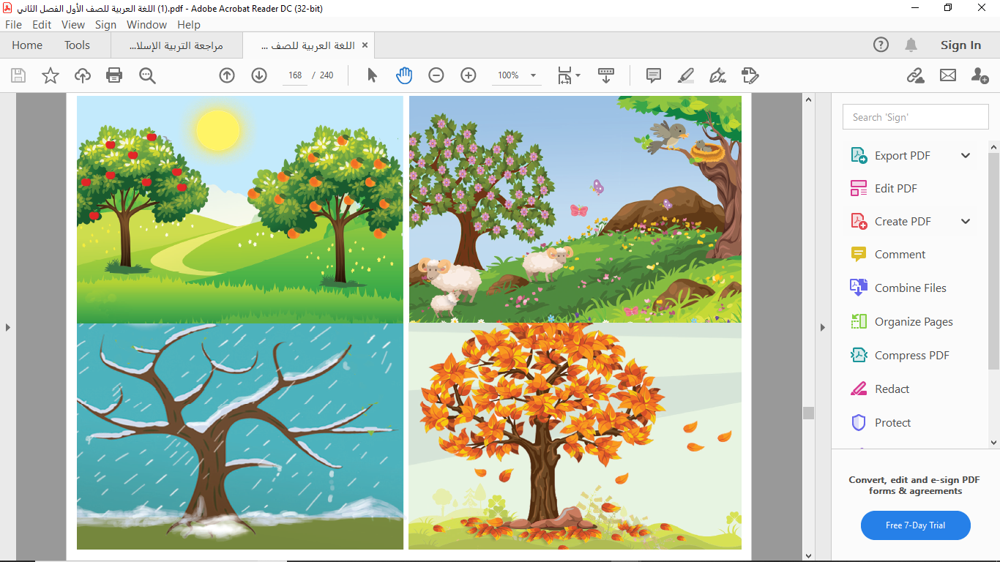 اللغة العربية للصف الأول الفصل الثاني (1).pdf - Adobe Acrobat Reader DC (32-bit)
File Edit View Sign Window Help
Home Tools مراجعة التربية الإسلا... اللغة العربية للصف ... × Sign In
168 / 240 100%
Search 'Sign'
Export PDF
Edit PDF
Create PDF
Comment
Combine Files
Organize Pages
Compress PDF
Redact
Protect
Convert, edit and e-sign PDF
forms & agreements
Free 7-Day Trial